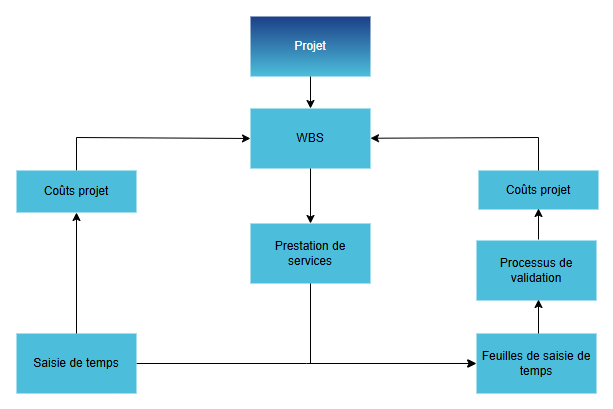 Projet
WBS
Coûts projet
Coûts projet
Prestation de
services
Processus de
validation
Saisie de temps
Feuilles de saisie de
temps